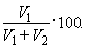 V₁ / (V₁ + V₂) · 100